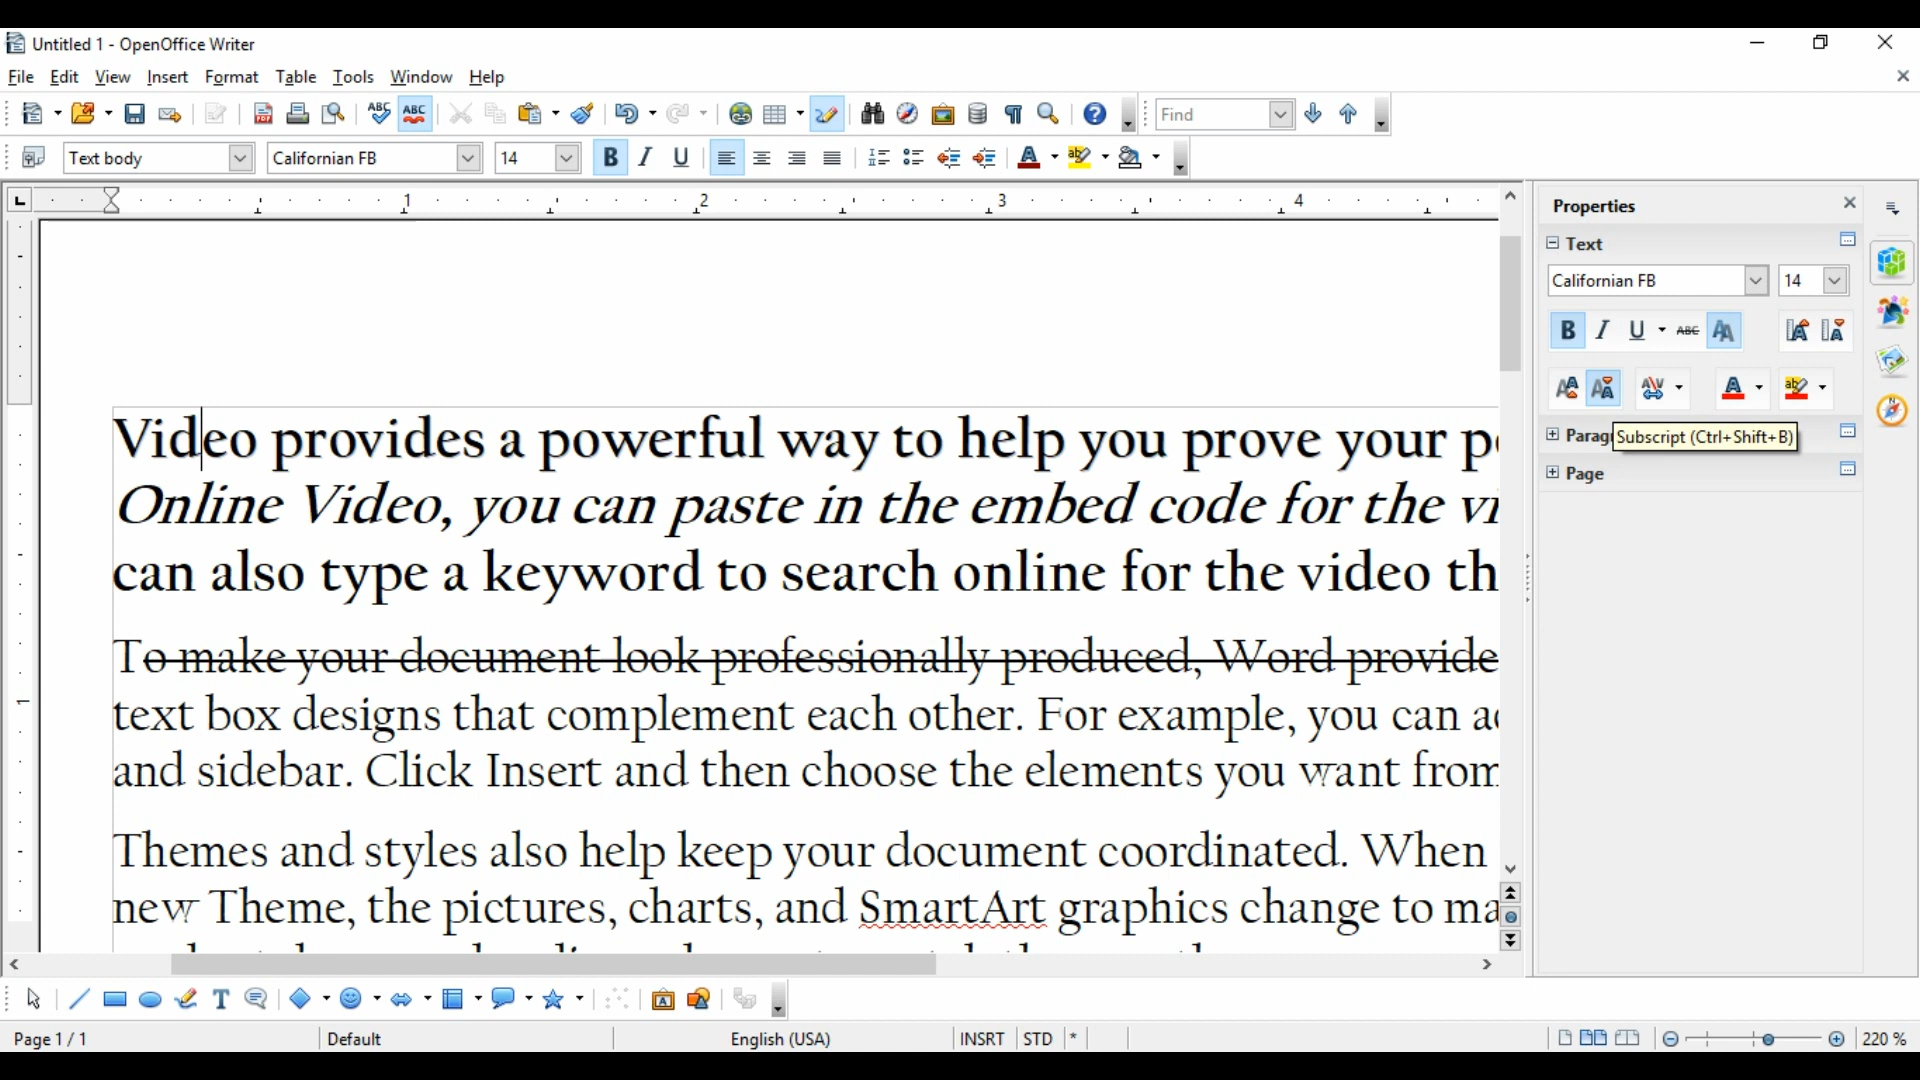 Untitled 1 - OpenOffice Writer
File Edit View Insert Format Table Tools Window Help
Find
Text body Californian FB 14
1 2 3 4
Properties
Text
Californian FB 14
Subscript (Ctrl+Shift+B)
Page
Video provides a powerful way to help you prove your
Online Video, you can paste in the embed code for the
can also type a keyword to search online for the video
To make your document look professionally produced, Word provide
text box designs that complement each other. For example, you can
and sidebar. Click Insert and then choose the elements you want from
Themes and styles also help keep your document coordinated. When
new Theme, the pictures, charts, and SmartArt graphics change to
1
Page 1 / 1 Default English (USA) INSRT STD * 220 %